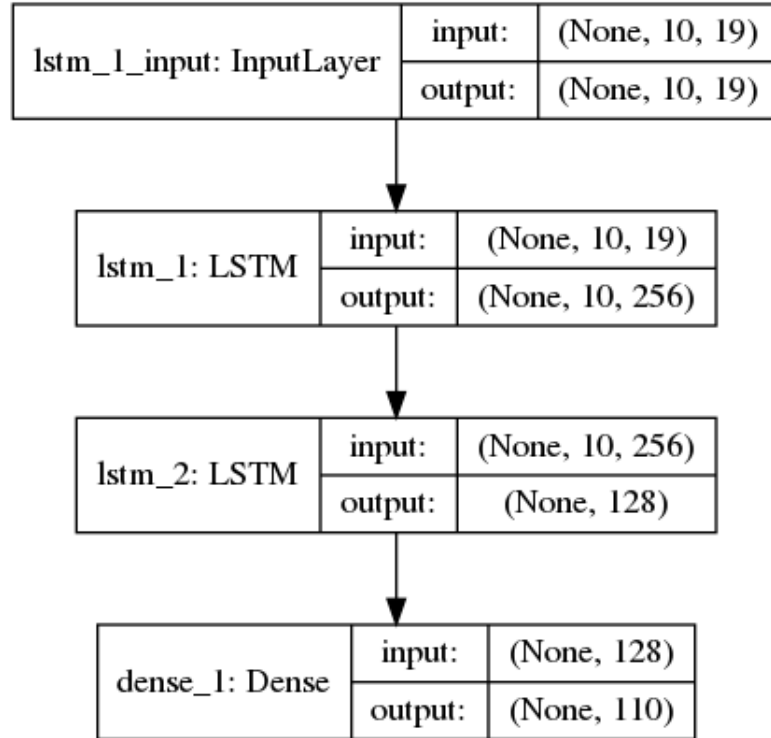 lstm_1_input: InputLayer
input: (None, 10, 19)
output: (None, 10, 19)
lstm_1: LSTM
input: (None, 10, 19)
output: (None, 10, 256)
lstm_2: LSTM
input: (None, 10, 256)
output: (None, 128)
dense_1: Dense
input: (None, 128)
output: (None, 110)